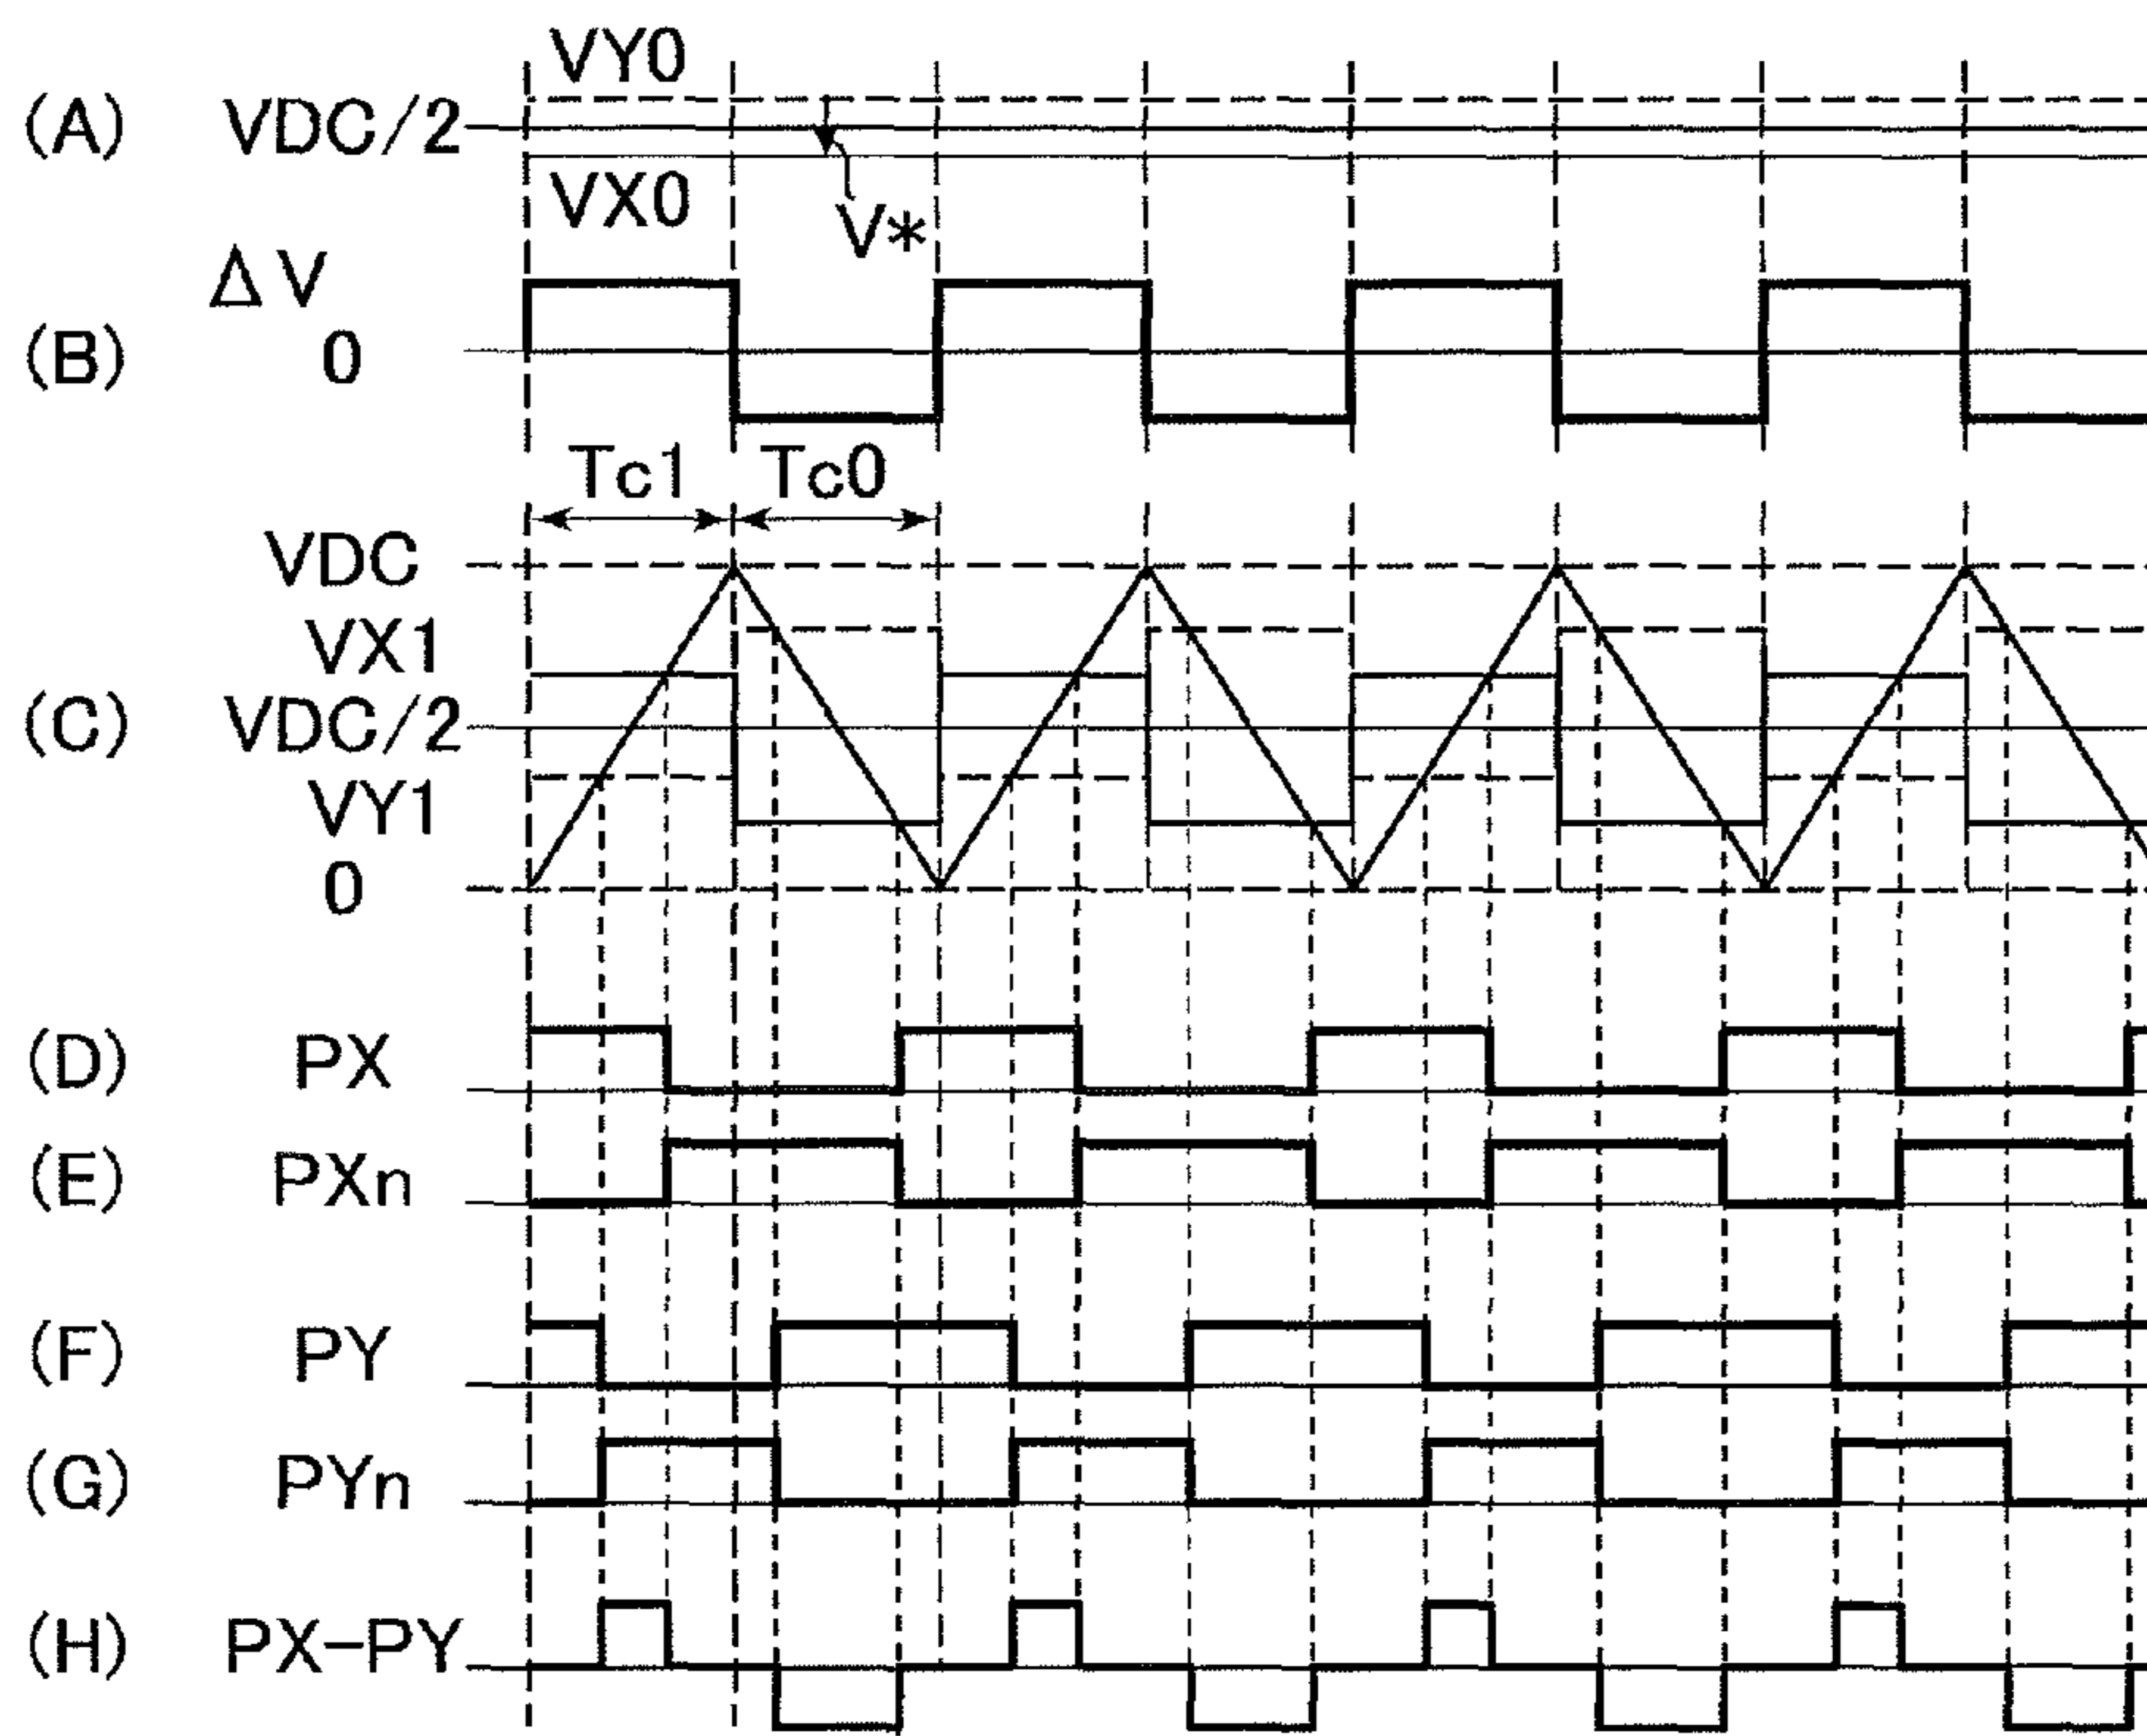 VY0
(A) VDC/2
VX0
V*
ΔV
(B) 0
Tc1 Tc0
VDC
VX1
(C) VDC/2
VY1
0
(D) PX
(E) PXn
(F) PY
(G) PYn
(H) PX-PY